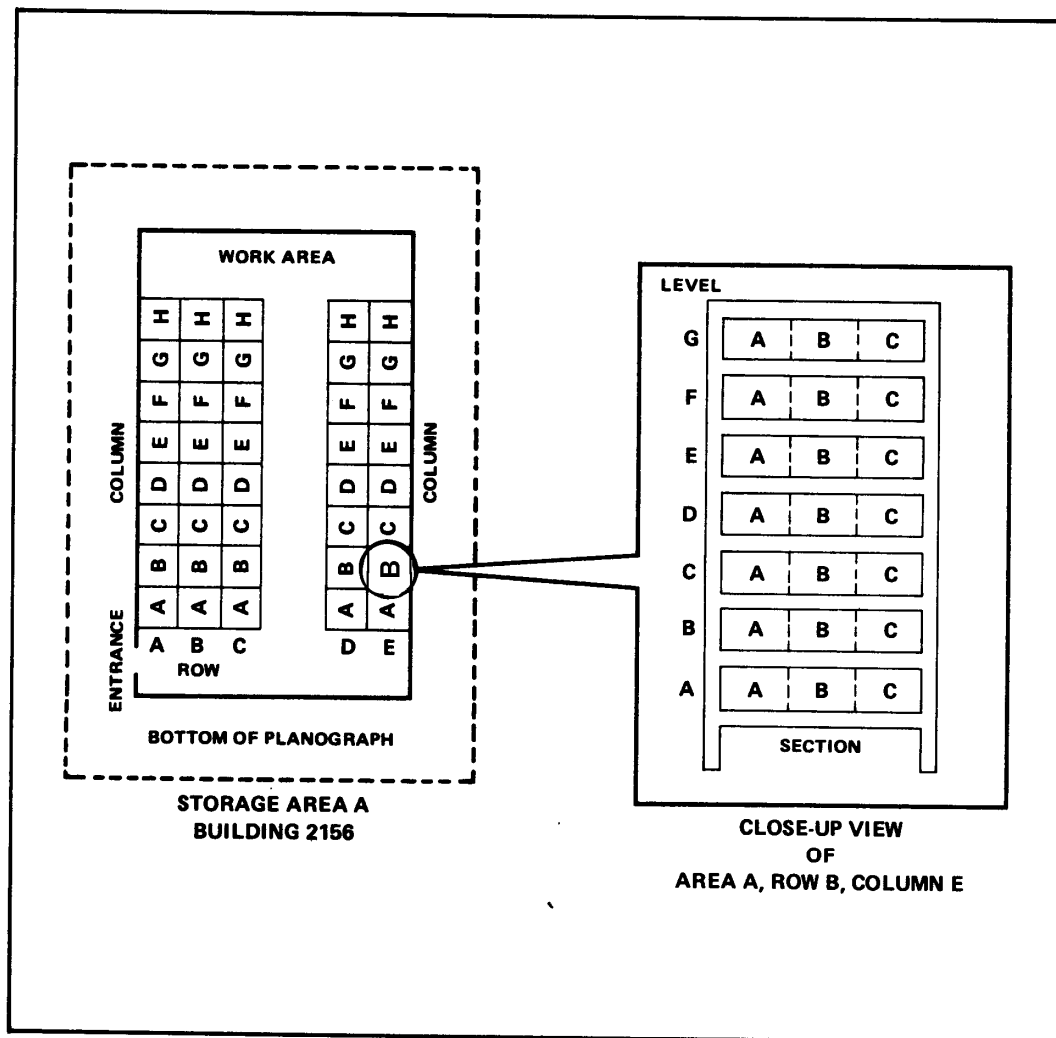 WORK AREA
H H H H H
G G G G G
F F F F F
E E E E E
D D D D D
C C C C C
B B B B B
A A A A A
A B C D E
ROW
COLUMN
COLUMN
ENTRANCE
BOTTOM OF PLANOGRAPH
STORAGE AREA A
BUILDING 2156
LEVEL
G A B C
F A B C
E A B C
D A B C
C A B C
B A B C
A A B C
SECTION
CLOSE-UP VIEW
OF
AREA A, ROW B, COLUMN E